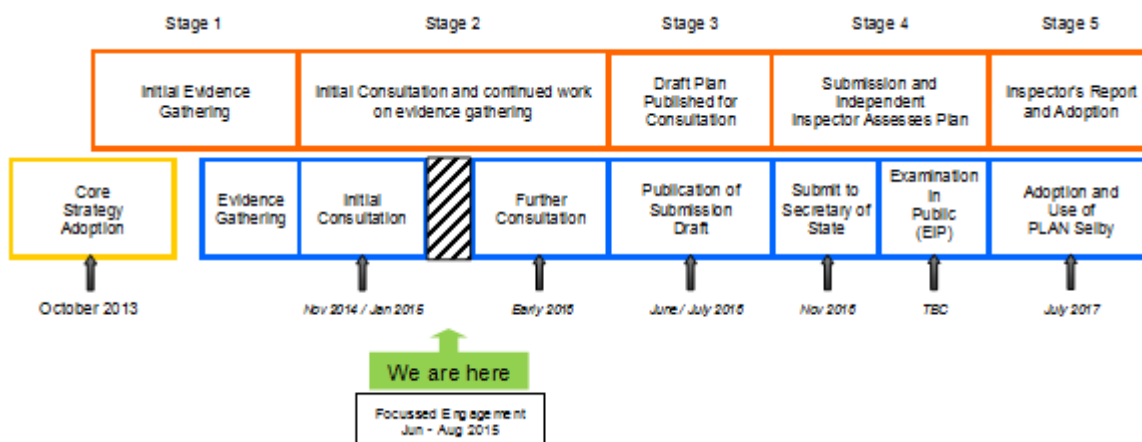 Stage 1
Stage 2
Stage 3
Stage 4
Stage 5
Initial Evidence
Gathering
Initial Consultation and continued work
on evidence gathering
Draft Plan
Published for
Consultation
Submission and
Independent
Inspector Assesses Plan
Inspector's Report
and Adoption
Core
Strategy
Adoption
Evidence
Gathering
Initial
Consultation
Further
Consultation
Publication of
Submission
Draft
Submit to
Secretary of
State
Examination
in
Public
(EIP)
Adoption and
Use of
PLAN Selby
October 2013
Nov 2014 / Jan 2015
Early 2016
June / July 2016
Nov 2016
TBC
July 2017
We are here
Focussed Engagement
Jun - Aug 2015